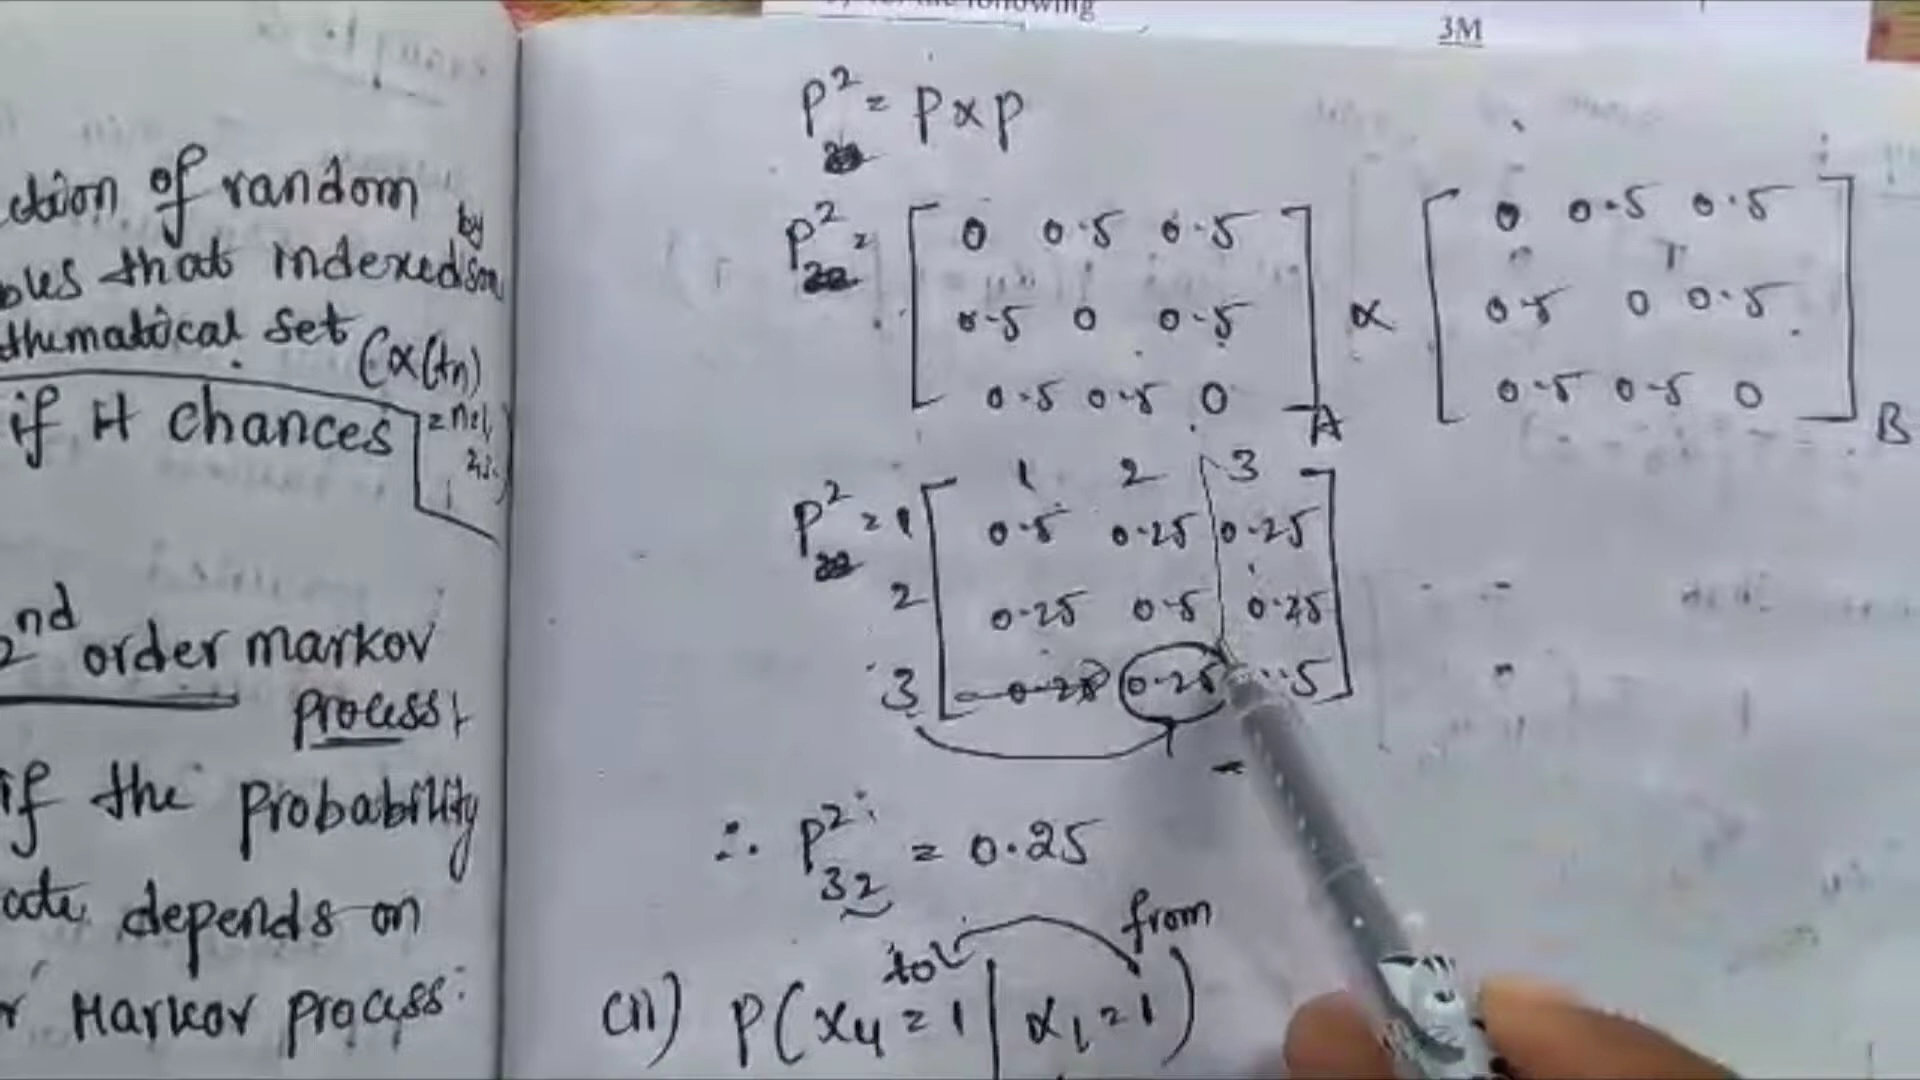 ction of random
by
that indexed
thematical set (x(tn)
if it chances
2nd order markov
process:
if the probability
depends on
Markov process:
the following
3M
P² = P x P
P² = [ 0 0.5 0.5 ] x [ 0 0.5 0.5 ]
0.5 0 0.5 0.5 0 0.5
0.5 0.5 0 A 0.5 0.5 0 B
1 2 3
P² = 1 [ 0.5 0.25 0.25 ]
2 0.25 0.5 0.25
3 0.25 0.25 .5
∴ P²32 = 0.25
to from
(ii) P(x4 = 1 | x1 = 1)